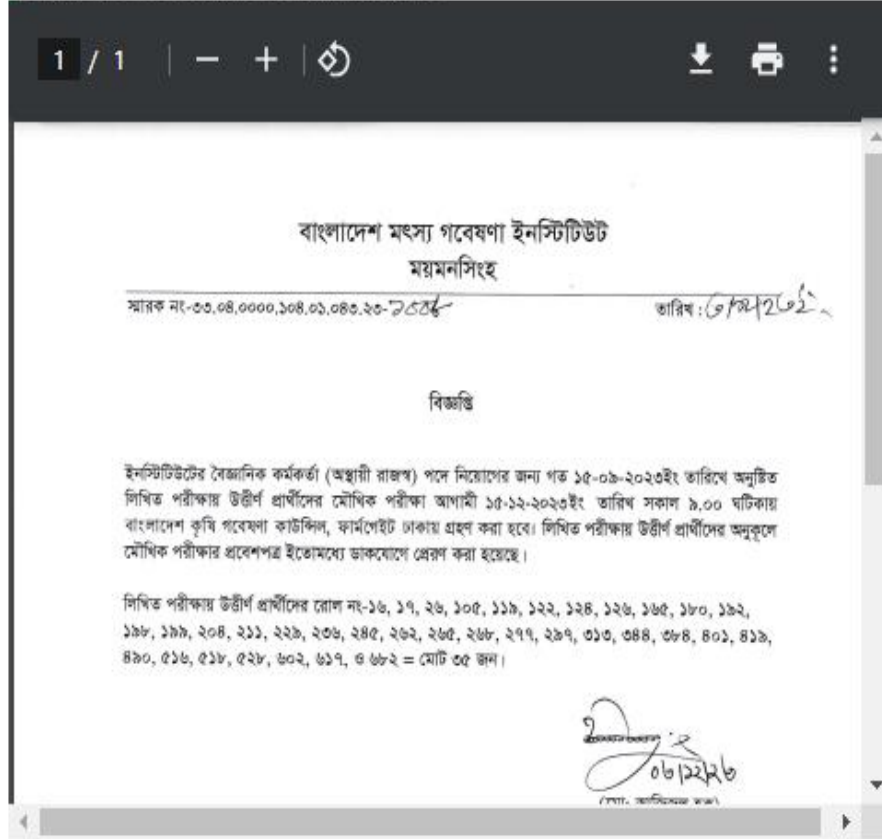 1 / 1
বাংলাদেশ মৎস্য গবেষণা ইনস্টিটিউট
ময়মনসিংহ
স্মারক নং-৩৩.০৪.০০০০.১০৪.০১.০৪৩.২৩-
তারিখ :
বিজ্ঞপ্তি
ইনস্টিটিউটের বৈজ্ঞানিক কর্মকর্তা (অস্থায়ী রাজস্ব) পদে নিয়োগের জন্য গত ১৫-০৯-২০২৩ইং তারিখে অনুষ্ঠিত
লিখিত পরীক্ষায় উত্তীর্ণ প্রার্থীদের মৌখিক পরীক্ষা আগামী ১৫-১২-২০২৩ইং তারিখ সকাল ৯.০০ ঘটিকায়
বাংলাদেশ কৃষি গবেষণা কাউন্সিল, ফার্মগেইট ঢাকায় গ্রহণ করা হবে। লিখিত পরীক্ষায় উত্তীর্ণ প্রার্থীদের অনুকূলে
মৌখিক পরীক্ষার প্রবেশপত্র ইতোমধ্যে ডাকযোগে প্রেরণ করা হয়েছে।
লিখিত পরীক্ষায় উত্তীর্ণ প্রার্থীদের রোল নং-১৬, ১৭, ২৬, ১০৫, ১১৯, ১২২, ১২৪, ১২৬, ১৬৫, ১৮০, ১৯২,
১৯৮, ১৯৯, ২০৪, ২১১, ২২৯, ২৩৬, ২৪৫, ২৬২, ২৬৫, ২৬৮, ২৭৭, ২৯৭, ৩১৩, ৩৪৪, ৩৮৪, ৪০১, ৪১৯,
৪৯০, ৫১৬, ৫১৮, ৫২৮, ৬০২, ৬১৭, ও ৬৮২ = মোট ৩৫ জন।